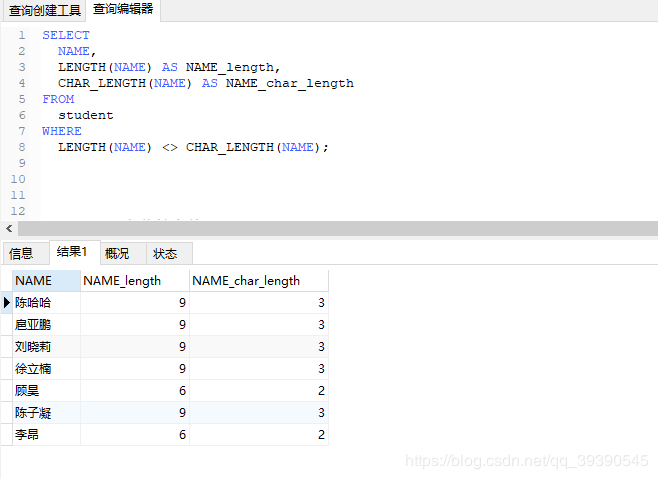 查询创建工具 查询编辑器
1 SELECT
2 NAME,
3 LENGTH(NAME) AS NAME_length,
4 CHAR_LENGTH(NAME) AS NAME_char_length
5 FROM
6 student
7 WHERE
8 LENGTH(NAME) <> CHAR_LENGTH(NAME);
9
10
11
12
信息 结果1 概况 状态
NAME NAME_length NAME_char_length
陈哈哈 9 3
扈亚鹏 9 3
刘晓莉 9 3
徐立楠 9 3
顾昊 6 2
陈子凝 9 3
李昂 6 2
https://blog.csdn.net/qq_39390545